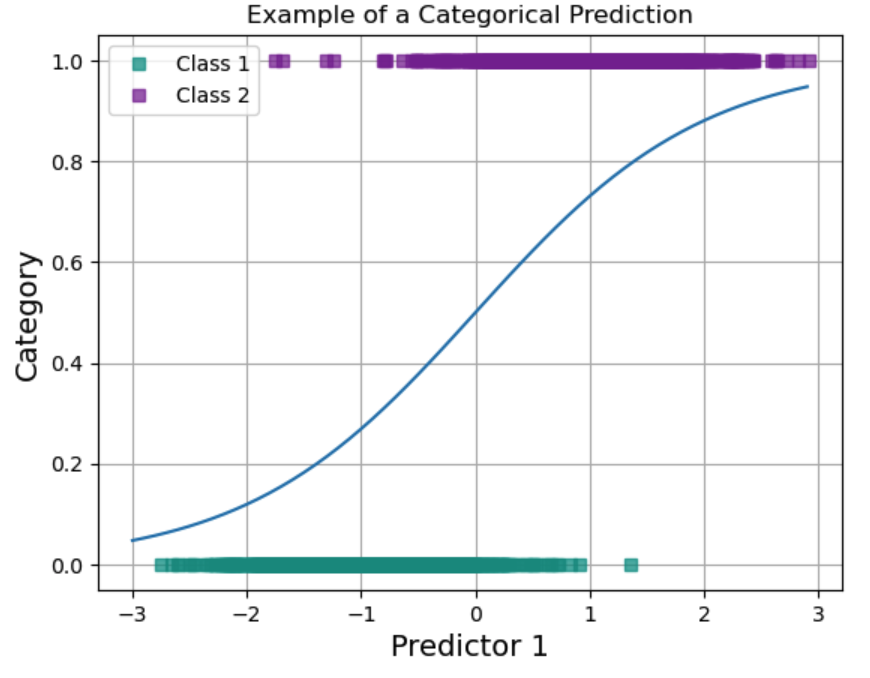 Example of a Categorical Prediction
Class 1
Class 2
1.0
0.8
0.6
0.4
0.2
0.0
Category
−3 −2 −1 0 1 2 3
Predictor 1